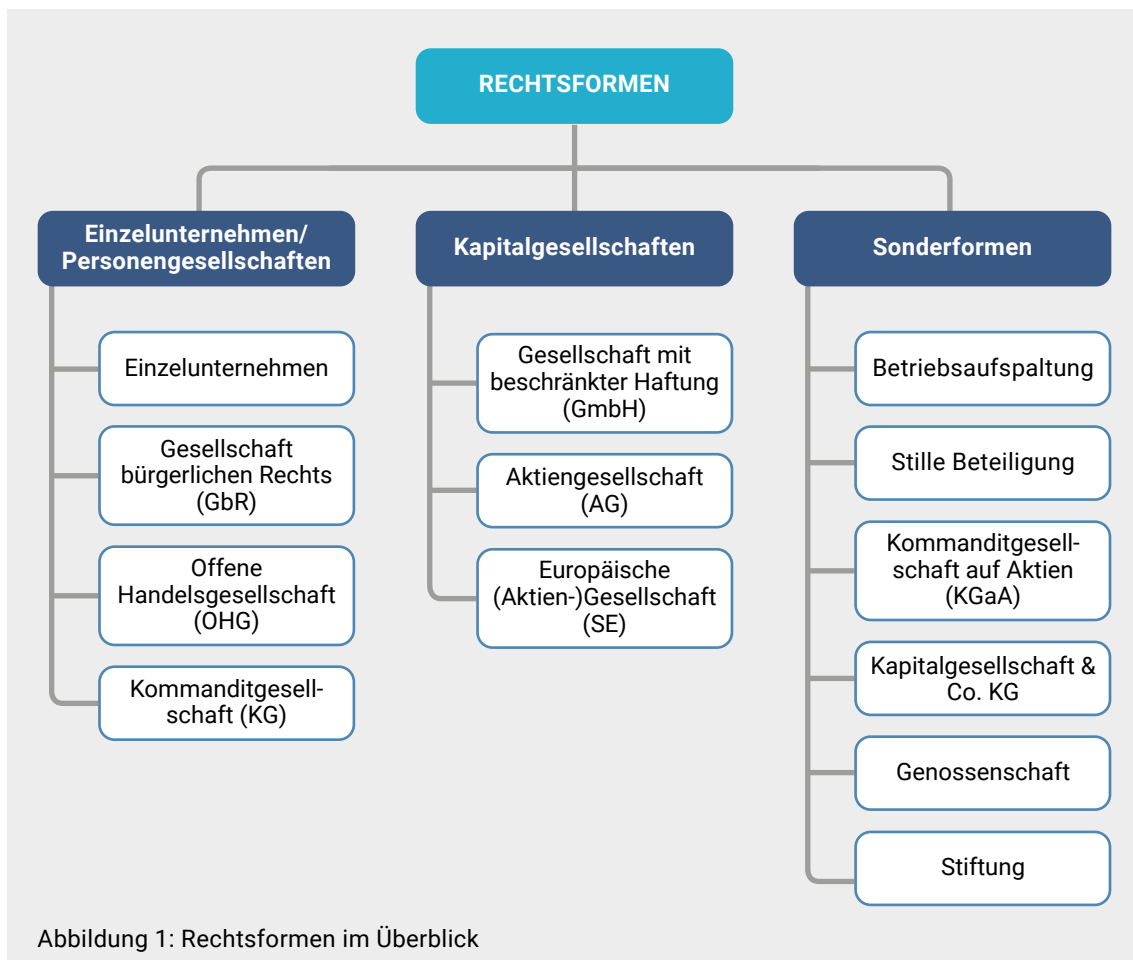 RECHTSFORMEN
Einzelunternehmen/
Personengesellschaften
Einzelunternehmen
Gesellschaft
bürgerlichen Rechts
(GbR)
Offene
Handelsgesellschaft
(OHG)
Kommanditgesell-
schaft (KG)
Kapitalgesellschaften
Gesellschaft mit
beschränkter Haftung
(GmbH)
Aktiengesellschaft
(AG)
Europäische
(Aktien-)Gesellschaft
(SE)
Sonderformen
Betriebsaufspaltung
Stille Beteiligung
Kommanditgesell-
schaft auf Aktien
(KGaA)
Kapitalgesellschaft &
Co. KG
Genossenschaft
Stiftung
Abbildung 1: Rechtsformen im Überblick